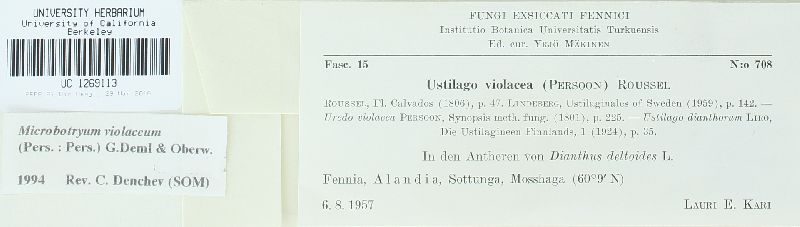 UNIVERSITY HERBARIUM
University of California
Berkeley
UC 1269113
Microbotryum violaceum
(Pers. : Pers.) G.Deml & Oberw.
1994 Rev. C. Denchev (SOM)
FUNGI EXSICCATI FENNICI
Institutio Botanica Universitatis Turkuensis
Ed. cur. YRJÖ MÄKINEN
Fasc. 15 N:o 708
Ustilago violacea (PERSOON) ROUSSEL
ROUSSEL, Fl. Calvados (1806), p. 47. LINDEBERG, Ustilaginales of Sweden (1959), p. 142. —
Uredo violacea PERSOON, Synopsis meth. fung. (1801), p. 225. — Ustilago dianthorum LIRO,
Die Ustilagineen Finnlands, 1 (1924), p. 35.
In den Antheren von Dianthus deltoides L.
Fennia, Alandia, Sottunga, Mosshaga (60°9' N)
6. 8. 1957 LAURI E. KARI